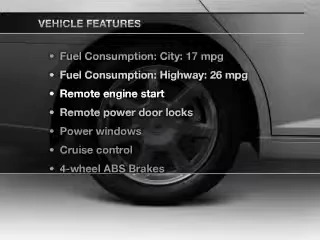 VEHICLE FEATURES
• Fuel Consumption: City: 17 mpg
• Fuel Consumption: Highway: 26 mpg
• Remote engine start
• Remote power door locks
• Power windows
• Cruise control
• 4-wheel ABS Brakes